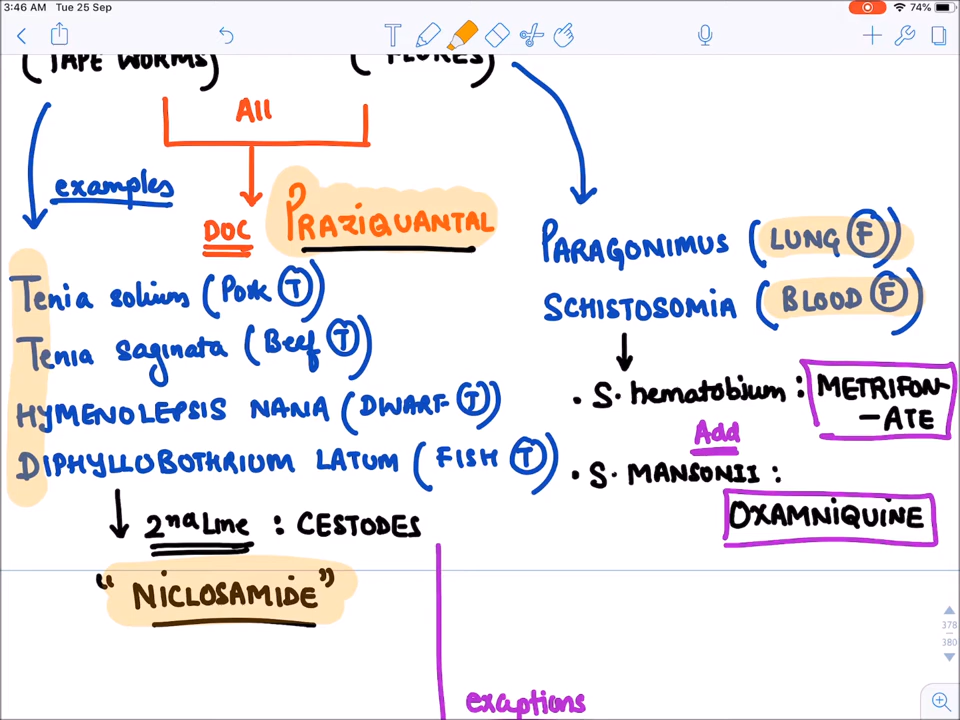 3:46 AM Tue 25 Sep
74%
(TAPE WORMS) (FLUKES)
All
examples
DOC PRAZIQUANTAL
Tenia solium (Pork T)
Tenia saginata (Beef T)
HYMENOLEPSIS NANA (DWARF T)
DIPHYLLOBOTHRIUM LATUM (FISH T)
2nd Line : CESTODES
"NICLOSAMIDE"
PARAGONIMUS (LUNG F)
SCHISTOSOMIA (BLOOD F)
• S. hematobium : METRIFON-
-ATE
Add
• S. MANSONII :
OXAMNIQUINE
exaptions
378
380